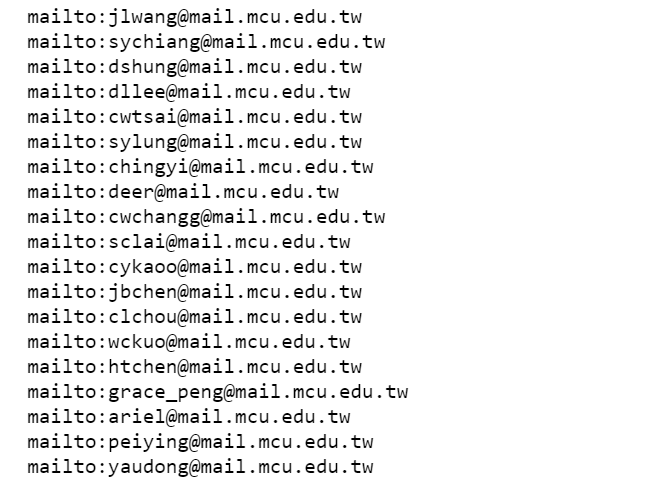 mailto:jlwang@mail.mcu.edu.tw
mailto:sychiang@mail.mcu.edu.tw
mailto:dshung@mail.mcu.edu.tw
mailto:dllee@mail.mcu.edu.tw
mailto:cwtsai@mail.mcu.edu.tw
mailto:sylung@mail.mcu.edu.tw
mailto:chingyi@mail.mcu.edu.tw
mailto:deer@mail.mcu.edu.tw
mailto:cwchangg@mail.mcu.edu.tw
mailto:sclai@mail.mcu.edu.tw
mailto:cykaoo@mail.mcu.edu.tw
mailto:jbchen@mail.mcu.edu.tw
mailto:clchou@mail.mcu.edu.tw
mailto:wckuo@mail.mcu.edu.tw
mailto:htchen@mail.mcu.edu.tw
mailto:grace_peng@mail.mcu.edu.tw
mailto:ariel@mail.mcu.edu.tw
mailto:peiying@mail.mcu.edu.tw
mailto:yaudong@mail.mcu.edu.tw